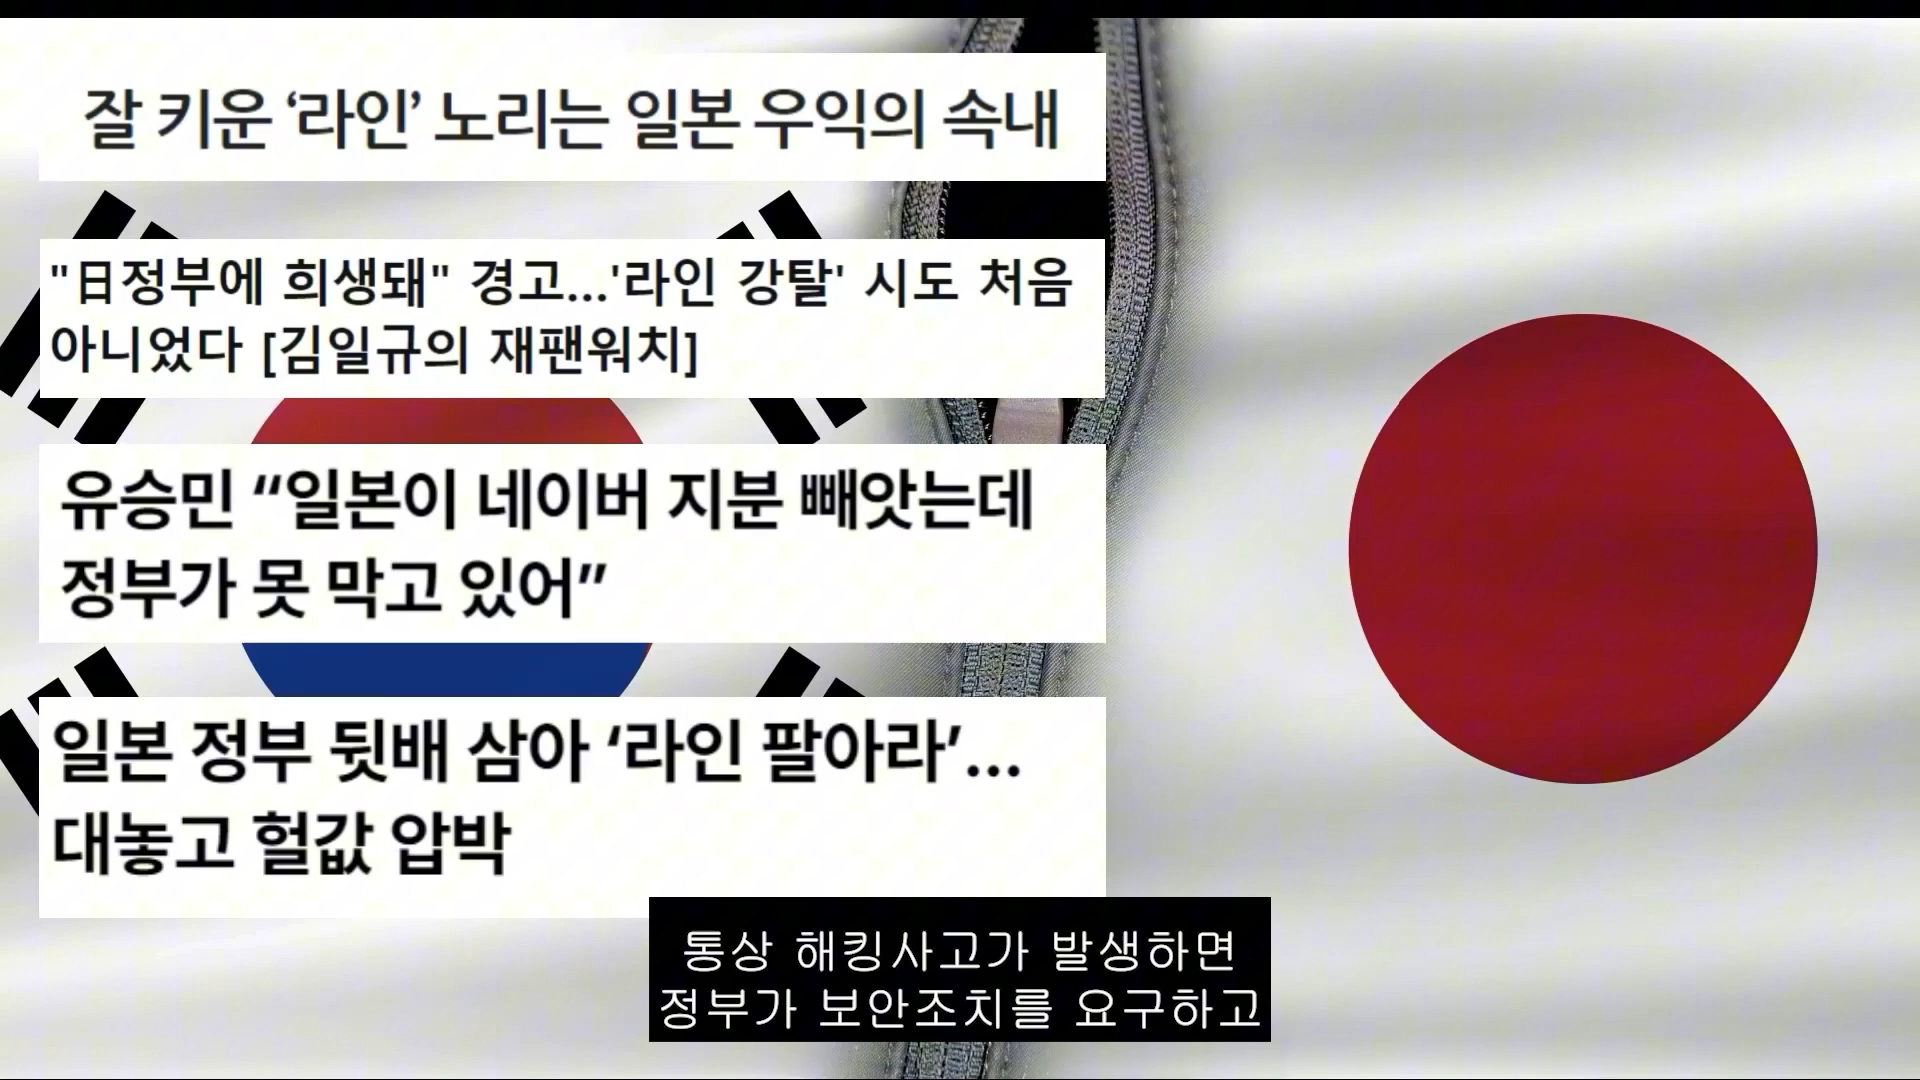 잘 키운 ‘라인’ 노리는 일본 우익의 속내
"日정부에 희생돼" 경고...'라인 강탈' 시도 처음
아니었다 [김일규의 재팬워치]
유승민 “일본이 네이버 지분 빼앗는데
정부가 못 막고 있어”
일본 정부 뒷배 삼아 ‘라인 팔아라’…
대놓고 헐값 압박
통상 해킹사고가 발생하면
정부가 보안조치를 요구하고